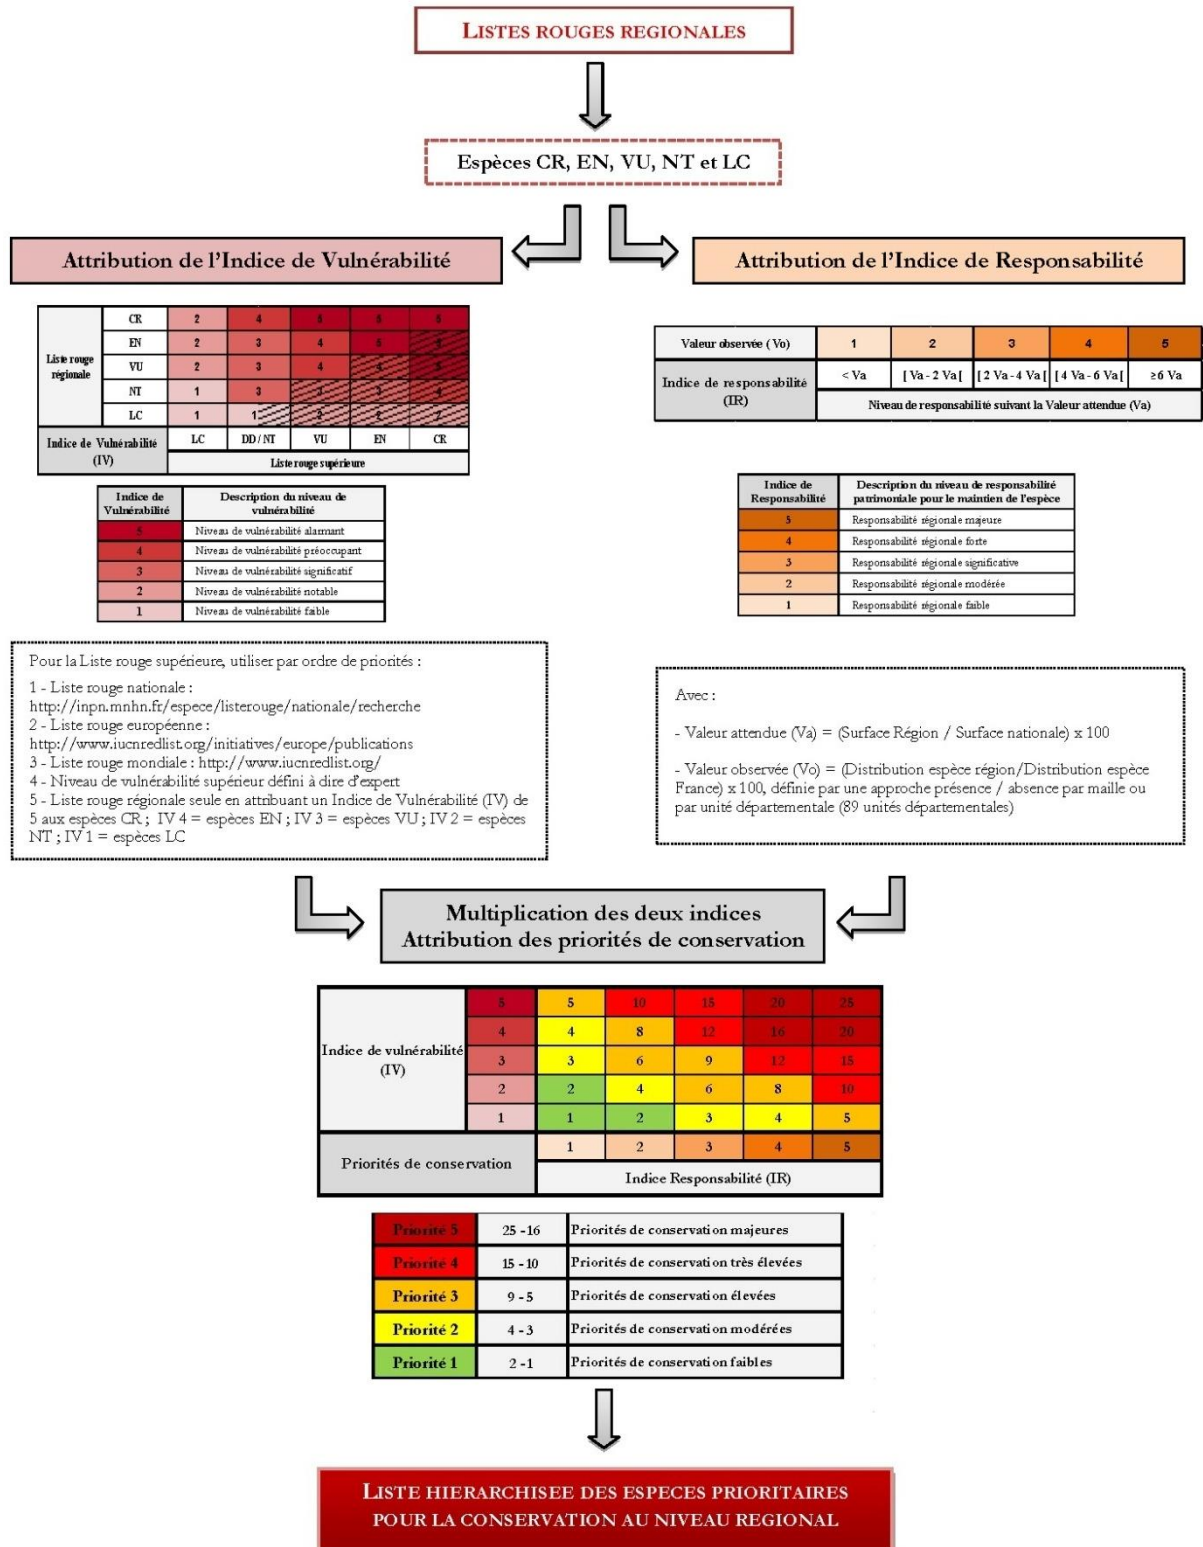 LISTES ROUGES REGIONALES
Espèces CR, EN, VU, NT et LC
Attribution de l'Indice de Vulnérabilité
Attribution de l'Indice de Responsabilité
Liste rouge
régionale
CR 2 4 5 5 5
EN 2 3 4 5 5
VU 2 3 4 4 5
NT 1 3 3 3 4
LC 1 1 2 2 2
Indice de Vulnérabilité
(IV)
LC DD / NT VU EN CR
Liste rouge supérieure
Valeur observée (Vo) 1 2 3 4 5
Indice de responsabilité
(IR)
< Va [ Va - 2 Va [ [ 2 Va - 4 Va [ [ 4 Va - 6 Va [ ≥6 Va
Niveau de responsabilité suivant la Valeur attendue (Va)
Indice de
Vulnérabilité
Description du niveau de
vulnérabilité
5 Niveau de vulnérabilité alarmant
4 Niveau de vulnérabilité préoccupant
3 Niveau de vulnérabilité significatif
2 Niveau de vulnérabilité notable
1 Niveau de vulnérabilité faible
Indice de
Responsabilité
Description du niveau de responsabilité
patrimoniale pour le maintien de l'espèce
5 Responsabilité régionale majeure
4 Responsabilité régionale forte
3 Responsabilité régionale significative
2 Responsabilité régionale modérée
1 Responsabilité régionale faible
Pour la Liste rouge supérieure, utiliser par ordre de priorités :
1 - Liste rouge nationale :
http://inpn.mnhn.fr/espece/listerouge/nationale/recherche
2 - Liste rouge européenne :
http://www.iucnredlist.org/initiatives/europe/publications
3 - Liste rouge mondiale : http://www.iucnredlist.org/
4 - Niveau de vulnérabilité supérieur défini à dire d'expert
5 - Liste rouge régionale seule en attribuant un Indice de Vulnérabilité (IV) de
5 aux espèces CR ; IV 4 = espèces EN ; IV 3 = espèces VU ; IV 2 = espèces
NT ; IV 1 = espèces LC
Avec :
- Valeur attendue (Va) = (Surface Région / Surface nationale) x 100
- Valeur observée (Vo) = (Distribution espèce région/Distribution espèce
France) x 100, définie par une approche présence / absence par maille ou
par unité départementale (89 unités départementales)
Multiplication des deux indices
Attribution des priorités de conservation
Indice de vulnérabilité
(IV)
5 5 10 15 20 25
4 4 8 12 16 20
3 3 6 9 12 15
2 2 4 6 8 10
1 1 2 3 4 5
Priorités de conservation
1 2 3 4 5
Indice Responsabilité (IR)
Priorité 5 25 - 16 Priorités de conservation majeures
Priorité 4 15 - 10 Priorités de conservation très élevées
Priorité 3 9 - 5 Priorités de conservation élevées
Priorité 2 4 - 3 Priorités de conservation modérées
Priorité 1 2 - 1 Priorités de conservation faibles
LISTE HIERARCHISEE DES ESPECES PRIORITAIRES
POUR LA CONSERVATION AU NIVEAU REGIONAL